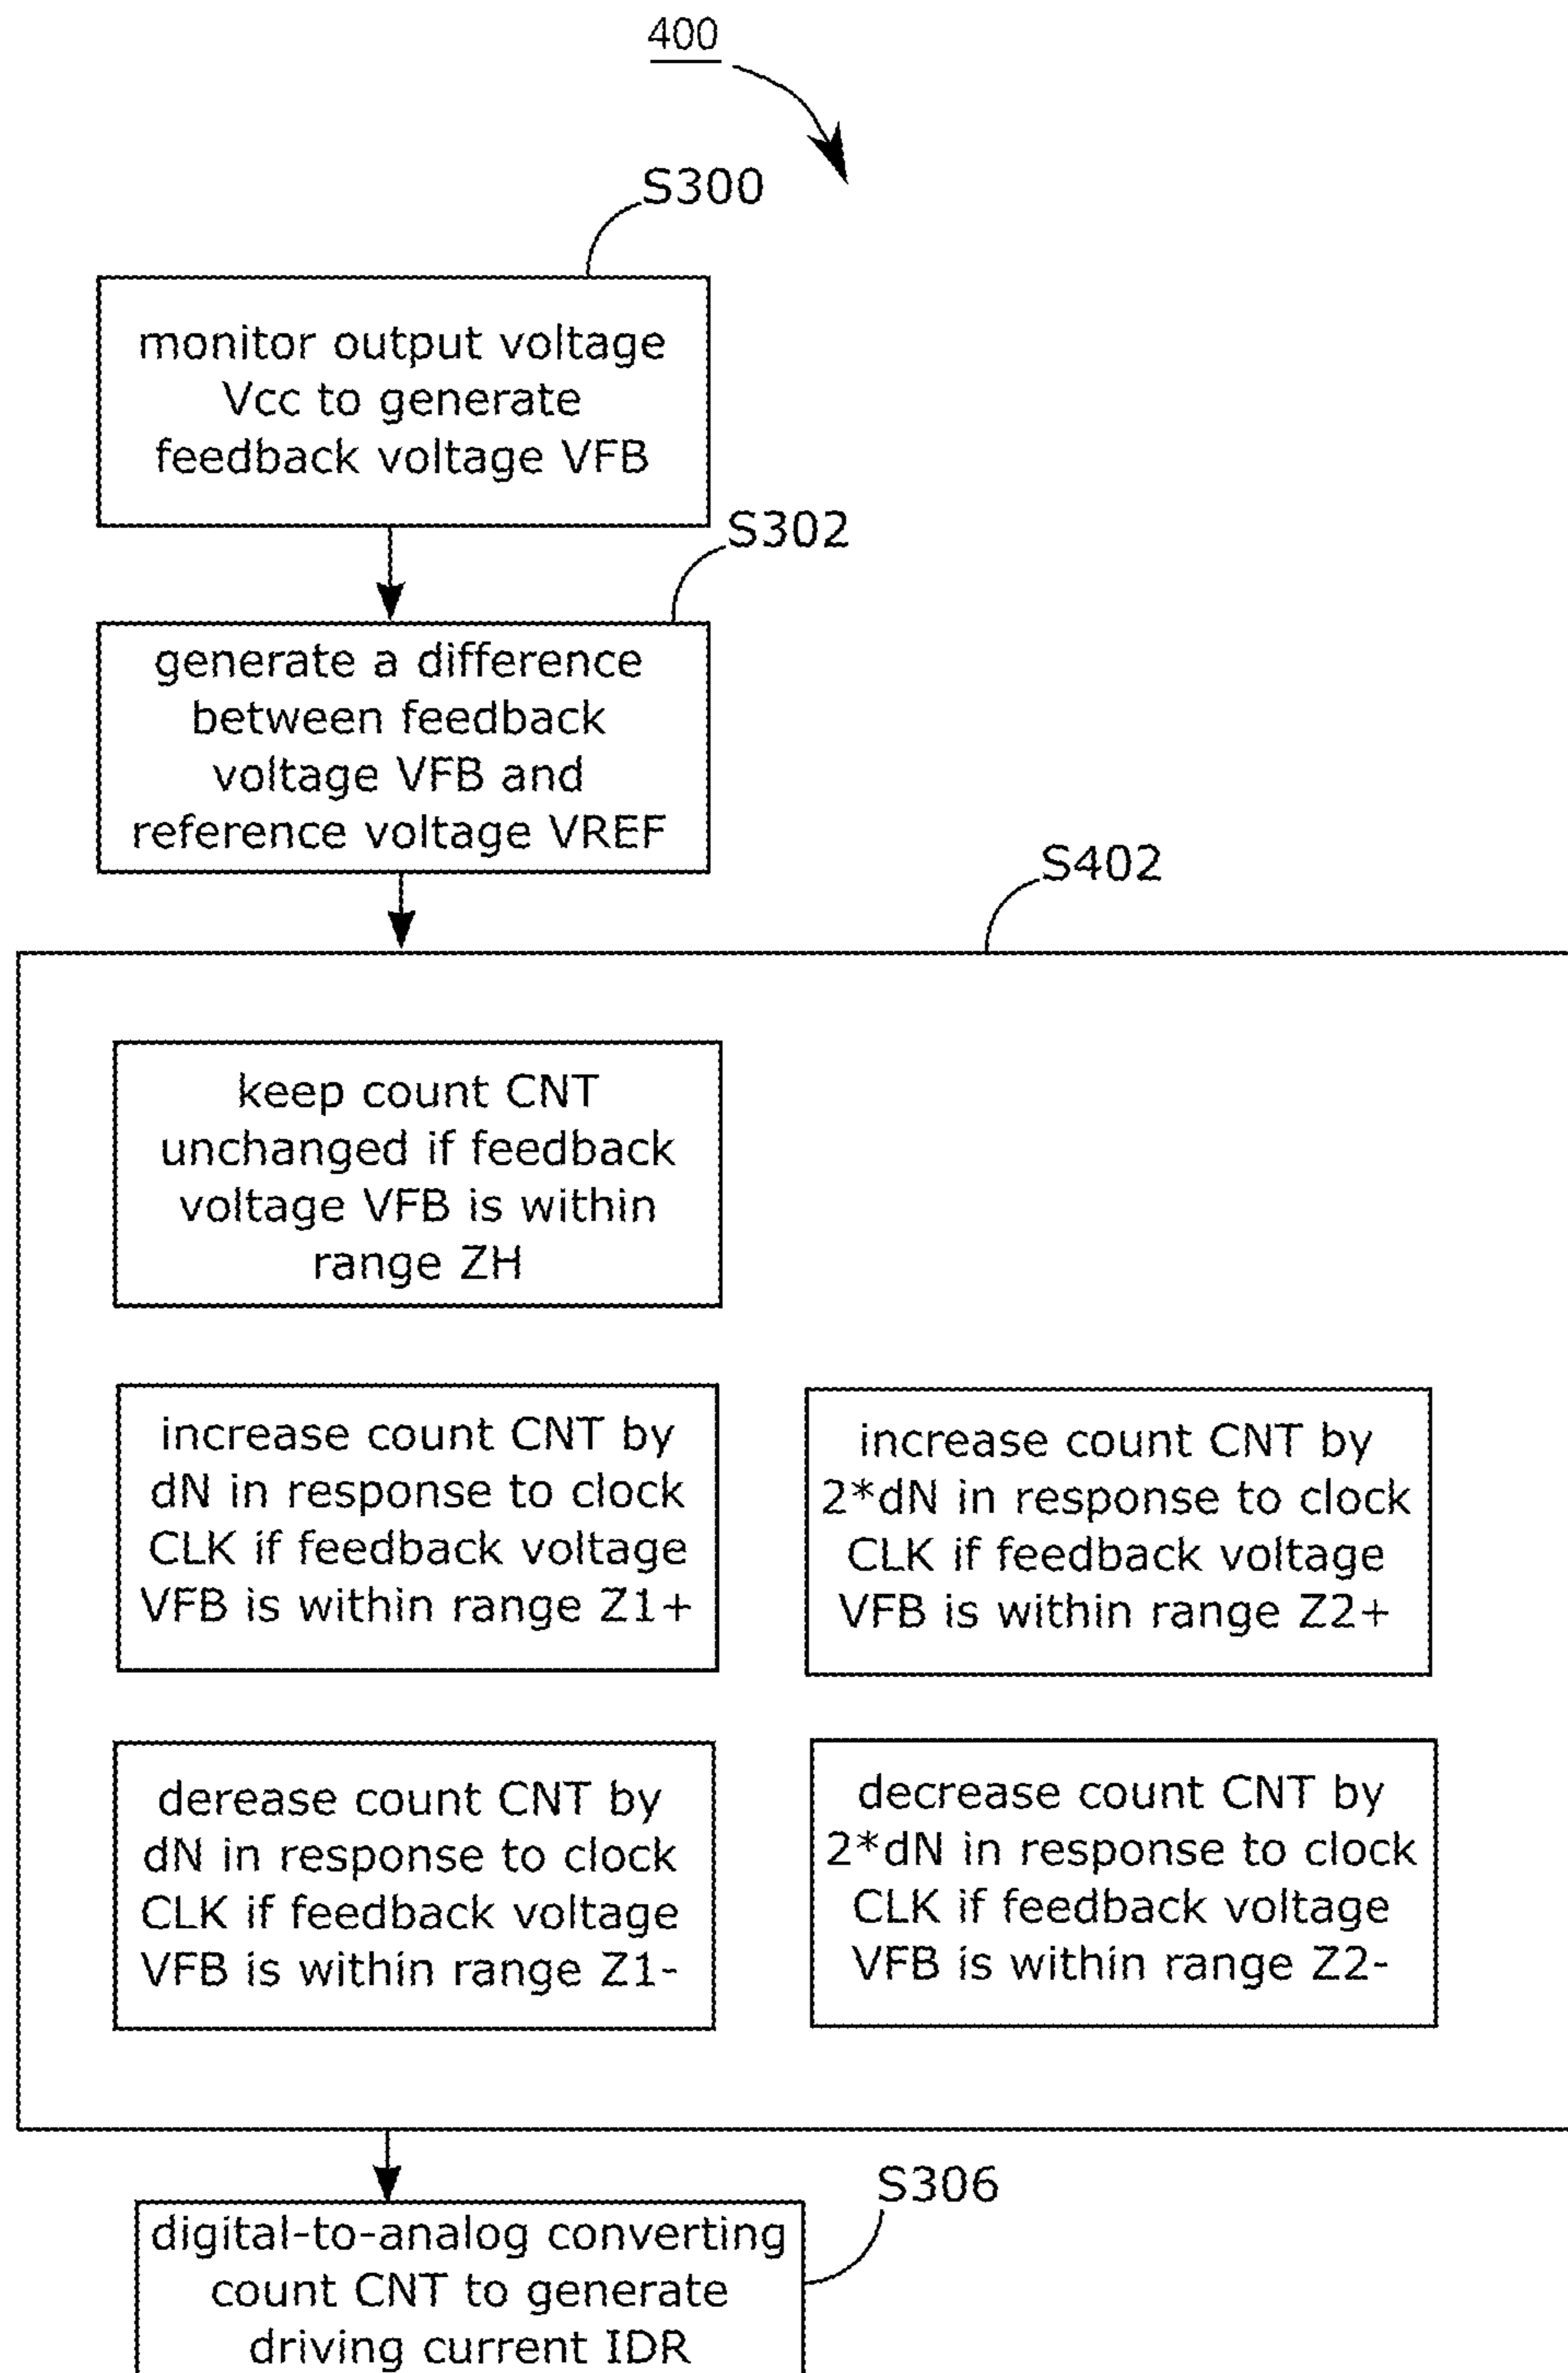 400
S300
monitor output voltage
Vcc to generate
feedback voltage VFB
S302
generate a difference
between feedback
voltage VFB and
reference voltage VREF
S402
keep count CNT
unchanged if feedback
voltage VFB is within
range ZH
increase count CNT by
dN in response to clock
CLK if feedback voltage
VFB is within range Z1+
increase count CNT by
2*dN in response to clock
CLK if feedback voltage
VFB is within range Z2+
derease count CNT by
dN in response to clock
CLK if feedback voltage
VFB is within range Z1-
decrease count CNT by
2*dN in response to clock
CLK if feedback voltage
VFB is within range Z2-
S306
digital-to-analog converting
count CNT to generate
driving current IDR